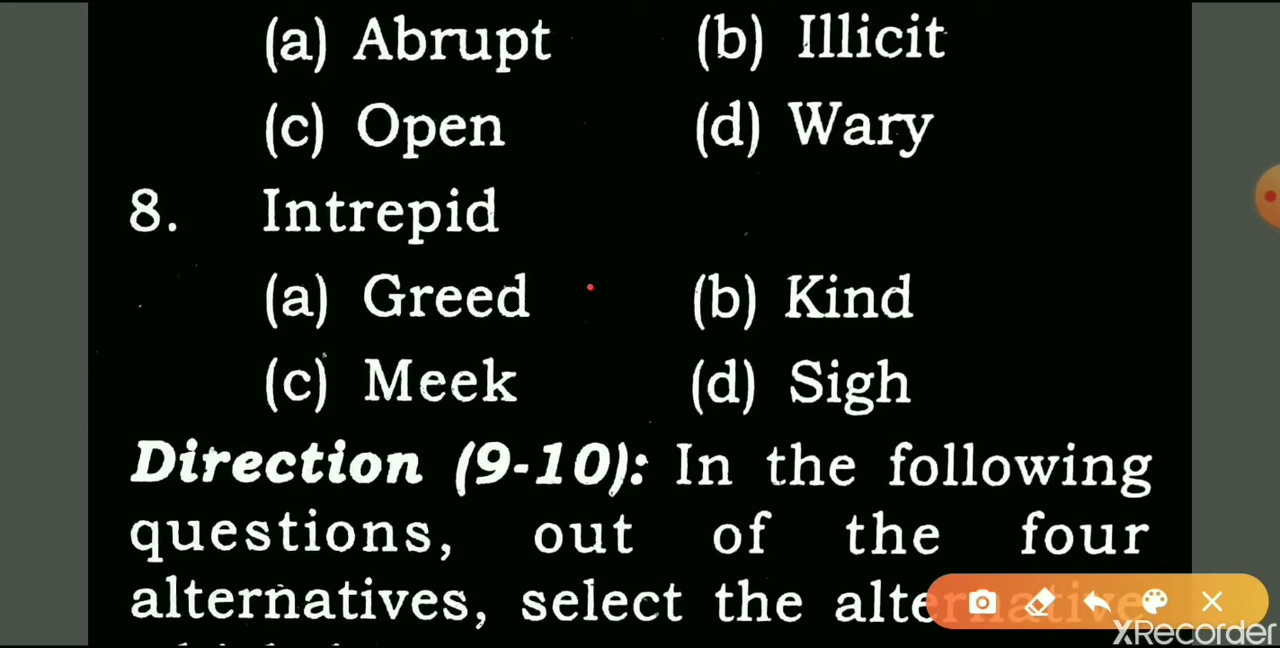 (a) Abrupt (b) Illicit
(c) Open (d) Wary
8. Intrepid
(a) Greed (b) Kind
(c) Meek (d) Sigh
Direction (9-10): In the following
questions, out of the four
alternatives, select the alternative
XRecorder